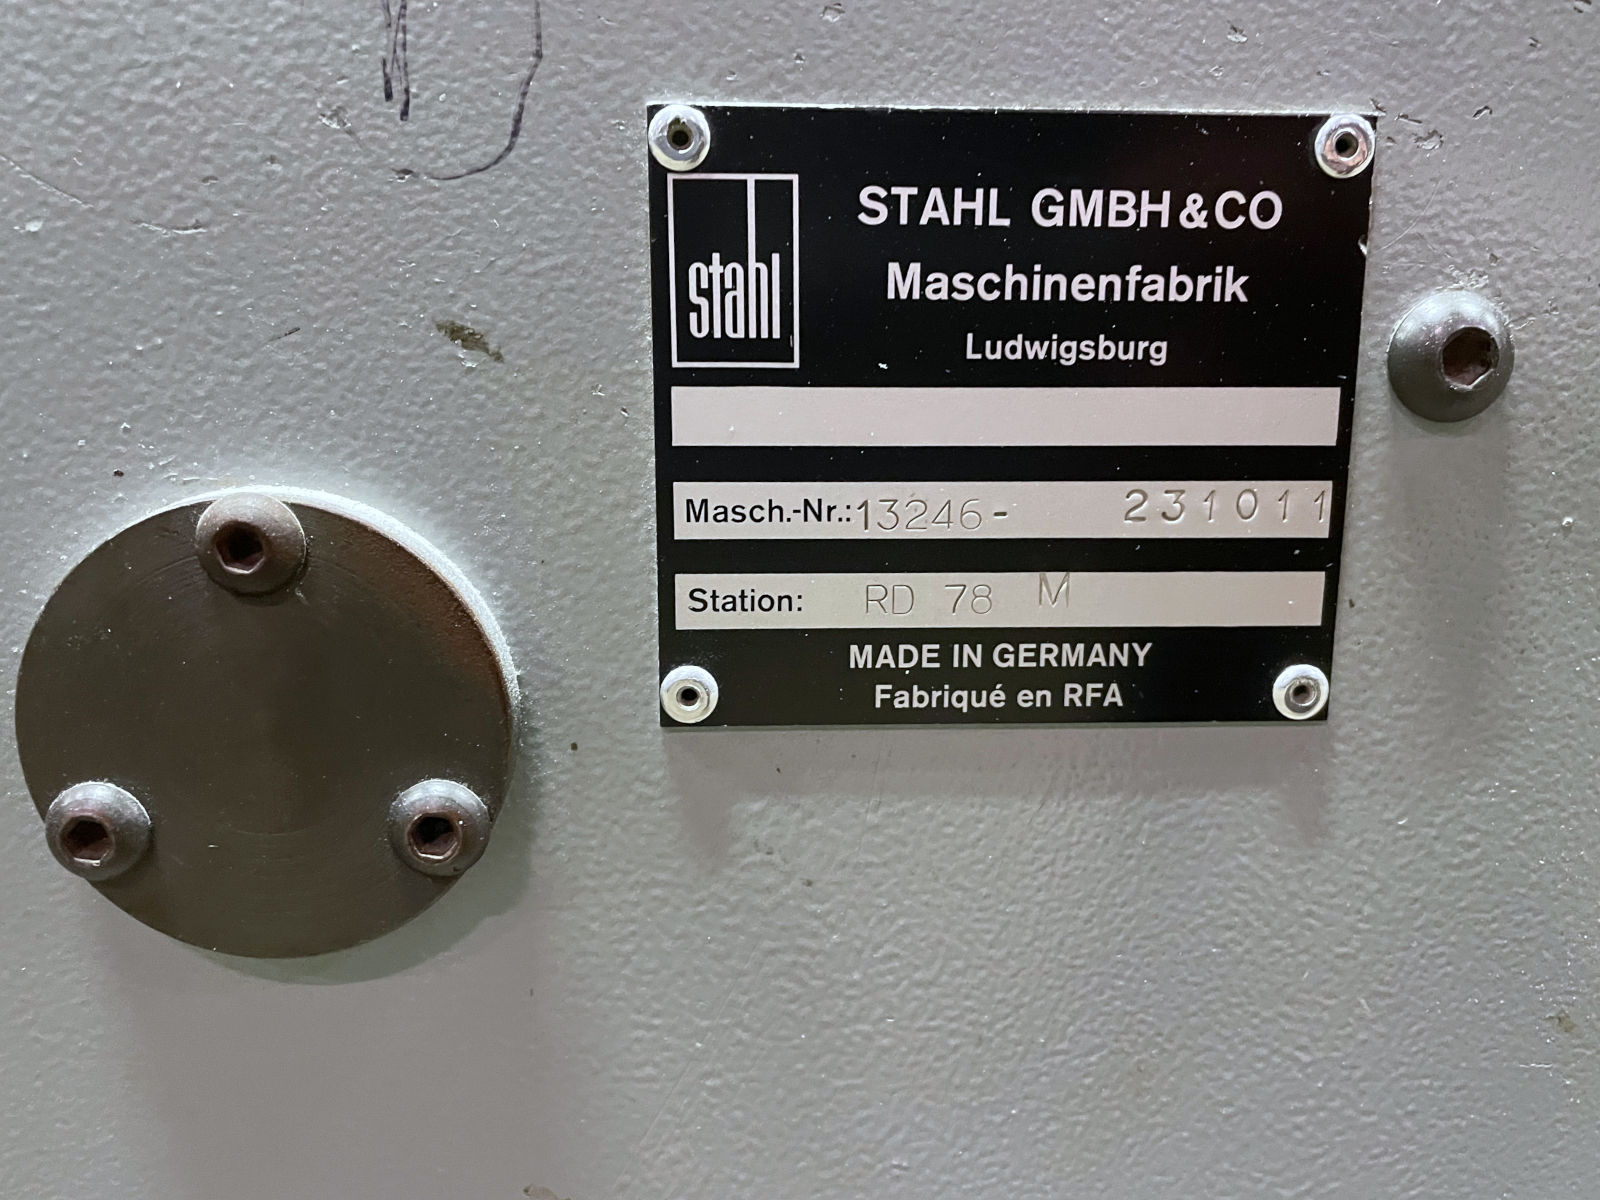 stahl
STAHL GMBH & CO
Maschinenfabrik
Ludwigsburg
Masch.-Nr.: 13246- 231011
Station: RD 78 M
MADE IN GERMANY
Fabriqué en RFA